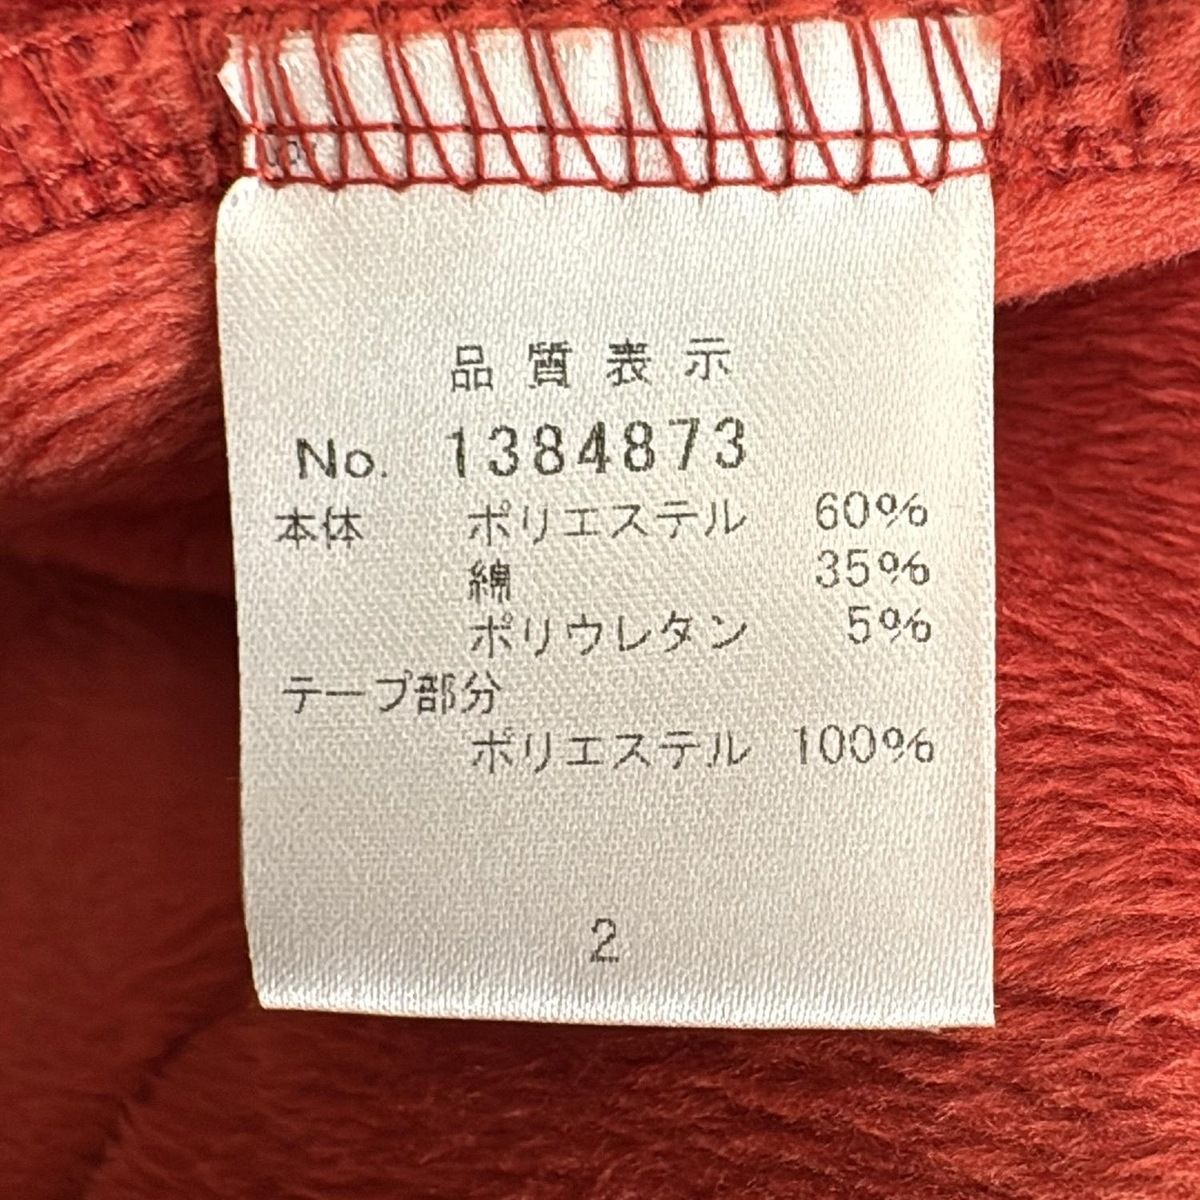 品質表示
No. 1384873
本体 ポリエステル 60%
綿 35%
ポリウレタン 5%
テープ部分
ポリエステル 100%
2